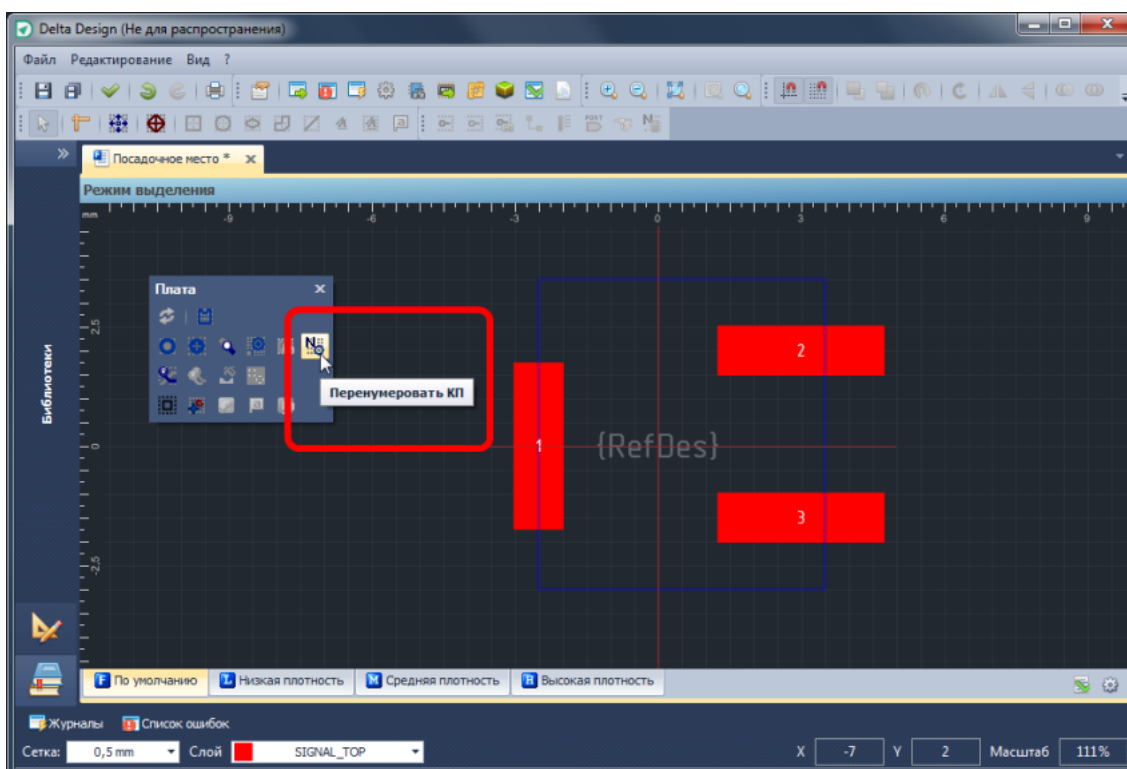 Delta Design (Не для распространения)
Файл Редактирование Вид ?
Посадочное место *
Режим выделения
mm -9 -6 -3 0 3 6 9
Плата
2,5
2
Перенумеровать КП
Библиотеки
0
1
{RefDes}
3
-2,5
F По умолчанию L Низкая плотность M Средняя плотность H Высокая плотность
Журналы Список ошибок
Сетка: 0,5 mm Слой SIGNAL_TOP X -7 Y 2 Масштаб 111%